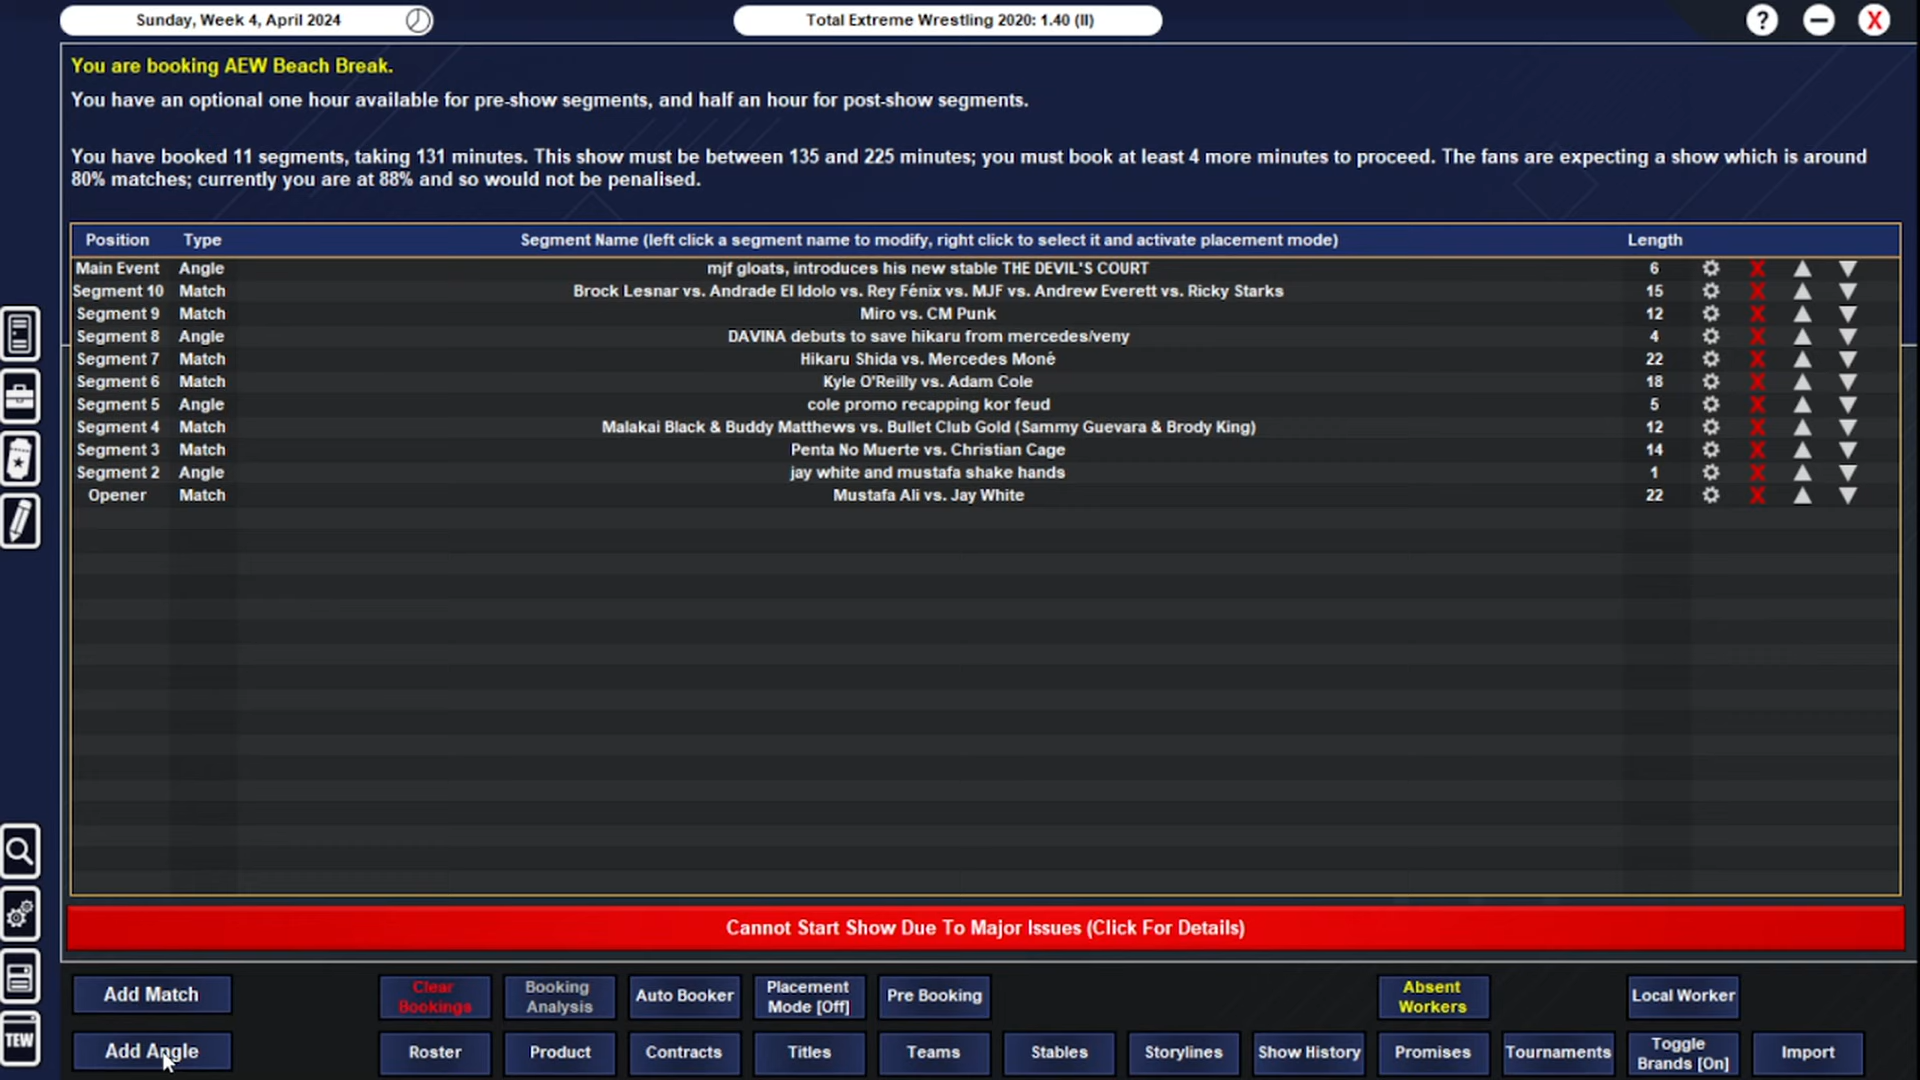 Sunday, Week 4, April 2024
Total Extreme Wrestling 2020: 1.40 (II)
?
X
You are booking AEW Beach Break.
You have an optional one hour available for pre-show segments, and half an hour for post-show segments.
You have booked 11 segments, taking 131 minutes. This show must be between 135 and 225 minutes; you must book at least 4 more minutes to proceed. The fans are expecting a show which is around
80% matches; currently you are at 88% and so would not be penalised.
Position Type Segment Name (left click a segment name to modify, right click to select it and activate placement mode) Length
Main Event Angle mjf gloats, introduces his new stable THE DEVIL'S COURT 6 X
Segment 10 Match Brock Lesnar vs. Andrade El Idolo vs. Rey Fénix vs. MJF vs. Andrew Everett vs. Ricky Starks 15 X
Segment 9 Match Miro vs. CM Punk 12 X
Segment 8 Angle DAVINA debuts to save hikaru from mercedes/veny 4 X
Segment 7 Match Hikaru Shida vs. Mercedes Moné 22 X
Segment 6 Match Kyle O'Reilly vs. Adam Cole 18 X
Segment 5 Angle cole promo recapping kor feud 5 X
Segment 4 Match Malakai Black & Buddy Matthews vs. Bullet Club Gold (Sammy Guevara & Brody King) 12 X
Segment 3 Match Penta No Muerte vs. Christian Cage 14 X
Segment 2 Angle jay white and mustafa shake hands 1 X
Opener Match Mustafa Ali vs. Jay White 22 X
Cannot Start Show Due To Major Issues (Click For Details)
Add Match
Clear
Bookings
Booking
Analysis
Auto Booker
Placement
Mode [Off]
Pre Booking
Absent
Workers
Local Worker
TEW
Add Angle
Roster
Product
Contracts
Titles
Teams
Stables
Storylines
Show History
Promises
Tournaments
Toggle
Brands [On]
Import